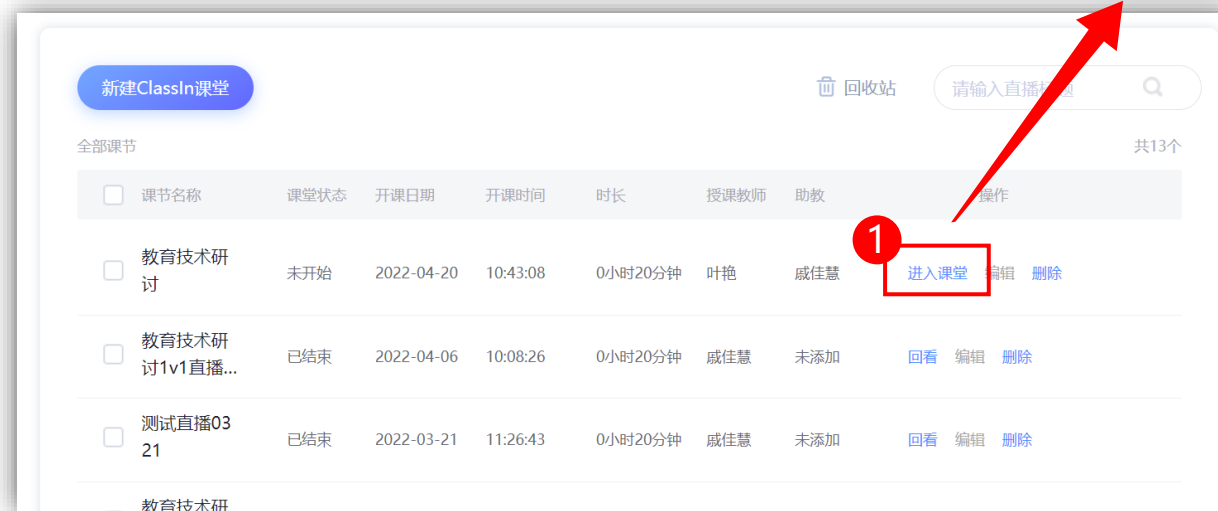 新建ClassIn课堂
回收站
请输入直播标题
全部课节
共13个
课节名称 课堂状态 开课日期 开课时间 时长 授课教师 助教 操作
1
教育技术研
讨
未开始 2022-04-20 10:43:08 0小时20分钟 叶艳 戚佳慧 进入课堂 编辑 删除
教育技术研
讨1v1直播...
已结束 2022-04-06 10:08:26 0小时20分钟 戚佳慧 未添加 回看 编辑 删除
测试直播03
21
已结束 2022-03-21 11:26:43 0小时20分钟 戚佳慧 未添加 回看 编辑 删除
教育技术研